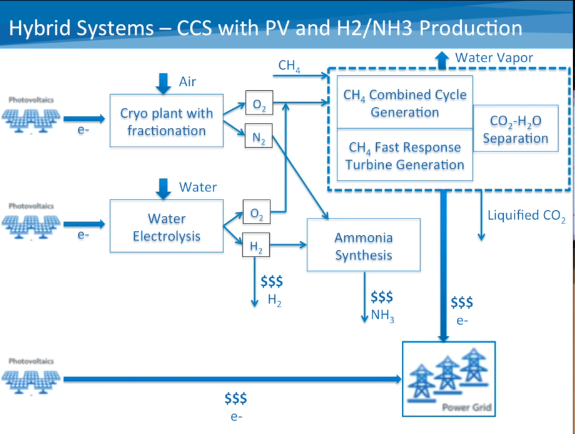 Hybrid Systems – CCS with PV and H2/NH3 Production
Water Vapor
CH₄
Air
Photovoltaics
e-
Cryo plant with
fractionation
O₂
N₂
CH₄ Combined Cycle
Generation
CH₄ Fast Response
Turbine Generation
CO₂-H₂O
Separation
Water
Photovoltaics
e-
Water
Electrolysis
O₂
H₂
Ammonia
Synthesis
Liquified CO₂
$$$
H₂
$$$
NH₃
$$$
e-
Photovoltaics
$$$
e-
Power Grid